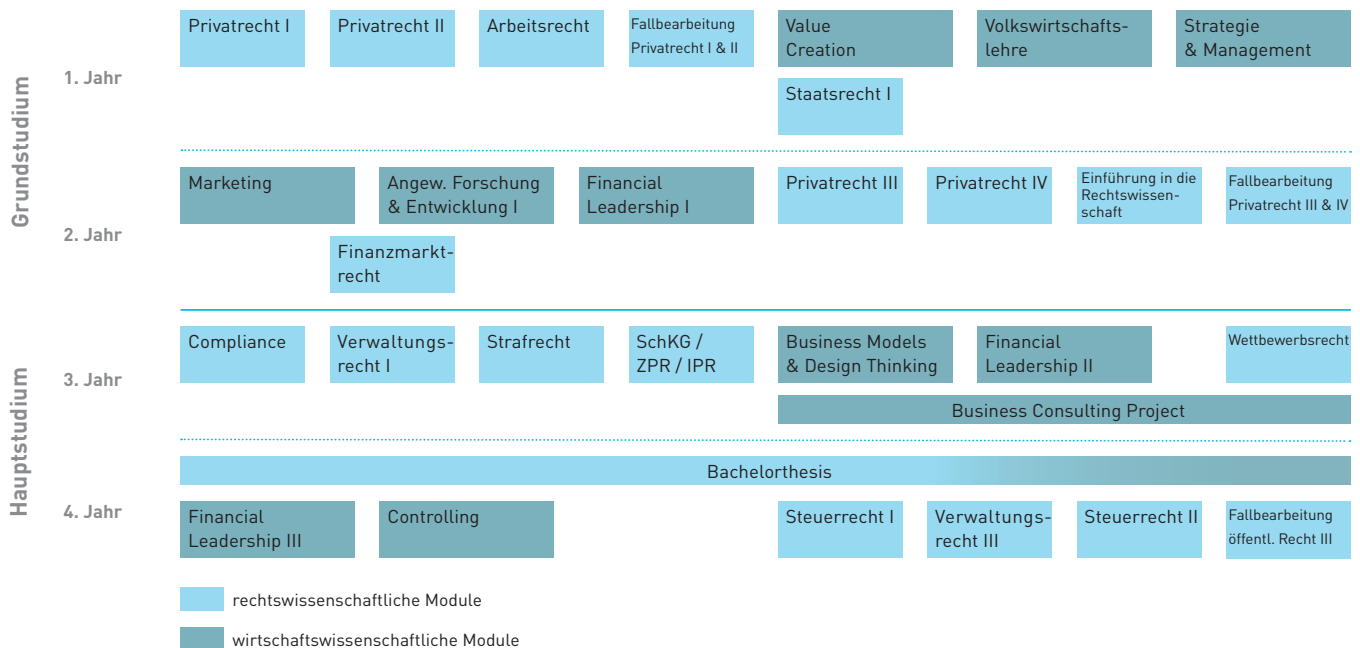 Grundstudium
1. Jahr
Privatrecht I
Privatrecht II
Arbeitsrecht
Fallbearbeitung
Privatrecht I & II
Value
Creation
Volkswirtschafts-
lehre
Strategie
& Management
Staatsrecht I
2. Jahr
Marketing
Angew. Forschung
& Entwicklung I
Financial
Leadership I
Privatrecht III
Privatrecht IV
Einführung in die
Rechtswissen-
schaft
Fallbearbeitung
Privatrecht III & IV
Finanzmarkt-
recht
Hauptstudium
3. Jahr
Compliance
Verwaltungs-
recht I
Strafrecht
SchKG /
ZPR / IPR
Business Models
& Design Thinking
Financial
Leadership II
Wettbewerbsrecht
Business Consulting Project
Bachelorthesis
4. Jahr
Financial
Leadership III
Controlling
Steuerrecht I
Verwaltungs-
recht III
Steuerrecht II
Fallbearbeitung
öffentl. Recht III
rechtswissenschaftliche Module
wirtschaftswissenschaftliche Module